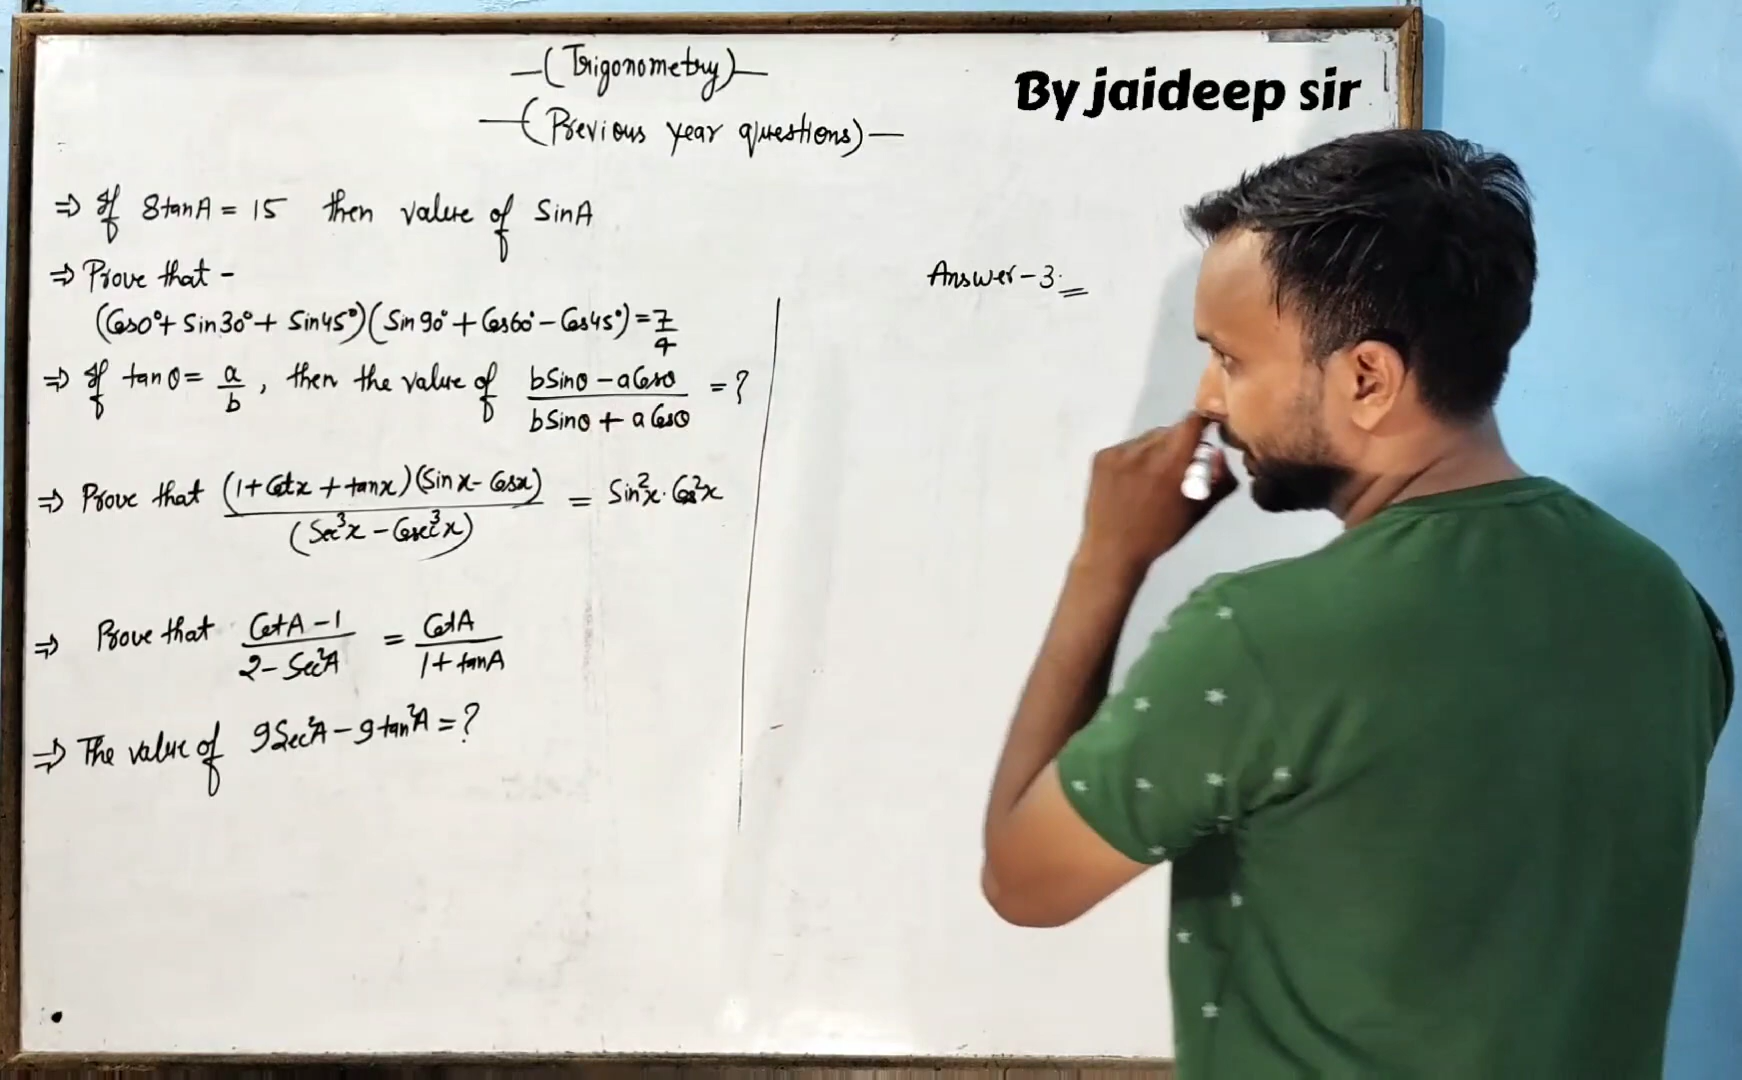 (Trigonometry)
By jaideep sir
(Previous year questions)
⇒ If 8tanA = 15 then value of SinA
⇒ Prove that -
(Cos0°+ Sin30°+ Sin45°)(Sin90°+Cos60°-Cos45°)=7/4
⇒ If tanθ= a/b, then the value of (bSinθ - aCosθ)/(bSinθ + aCosθ) = ?
⇒ Prove that (1+Cotx + tanx)(Sinx-Cosx)/(Sec³x - Cosec³x) = Sin²x.Cos²x
⇒ Prove that (CotA-1)/(2-Sec²A) = CotA/(1+tanA)
⇒ The value of 9Sec²A-9tan²A=?
Answer-3.